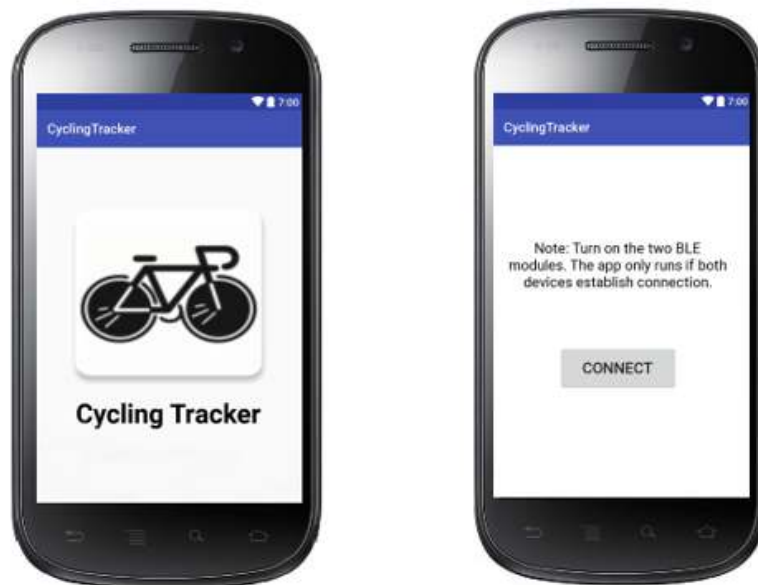 7:00
CyclingTracker
Cycling Tracker
7:00
CyclingTracker
Note: Turn on the two BLE
modules. The app only runs if both
devices establish connection.
CONNECT